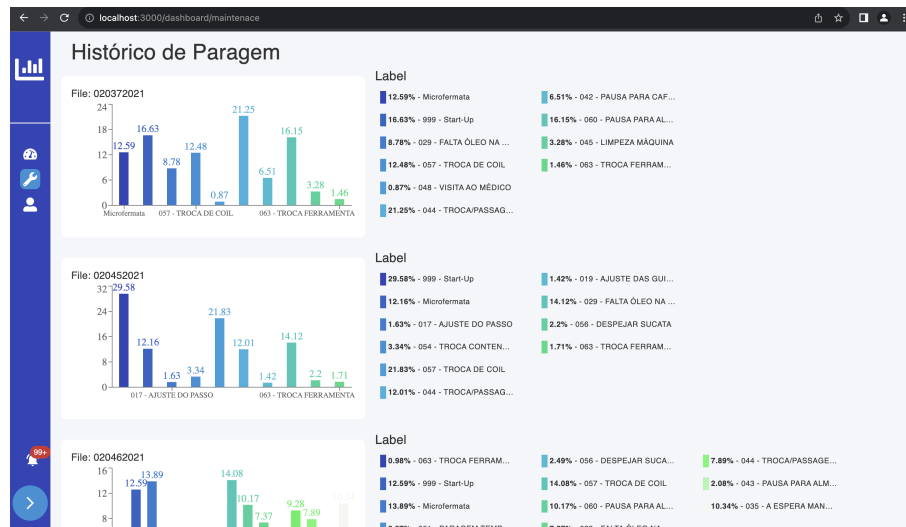 localhost:3000/dashboard/maintenace
Histórico de Paragem
File: 020372021
24
18
12
6
0
12.59
16.63
8.78
12.48
0.87
21.25
6.51
16.15
3.28
1.46
Microfermata
057 - TROCA DE COIL
063 - TROCA FERRAMENTA
Label
12.59% - Microfermata
16.63% - 999 - Start-Up
8.78% - 029 - FALTA ÓLEO NA ...
12.48% - 057 - TROCA DE COIL
0.87% - 048 - VISITA AO MÉDICO
21.25% - 044 - TROCA/PASSAG...
6.51% - 042 - PAUSA PARA CAF...
16.15% - 060 - PAUSA PARA AL...
3.28% - 045 - LIMPEZA MÀQUINA
1.46% - 063 - TROCA FERRAM...
File: 020452021
32
24
16
8
0
29.58
12.16
1.63
3.34
21.83
12.01
1.42
14.12
2.2
1.71
017 - AJUSTE DO PASSO
063 - TROCA FERRAMENTA
Label
29.58% - 999 - Start-Up
12.16% - Microfermata
1.63% - 017 - AJUSTE DO PASSO
3.34% - 054 - TROCA CONTEN...
21.83% - 057 - TROCA DE COIL
12.01% - 044 - TROCA/PASSAG...
1.42% - 019 - AJUSTE DAS GUI...
14.12% - 029 - FALTA ÓLEO NA ...
2.2% - 056 - DESPEJAR SUCATA
1.71% - 063 - TROCA FERRAM...
99+
File: 020462021
16
12
8
12.59
13.89
14.08
10.17
7.37
9.28
7.89
10.34
Label
0.98% - 063 - TROCA FERRAM...
12.59% - 999 - Start-Up
13.89% - Microfermata
2.49% - 056 - DESPEJAR SUCA...
14.08% - 057 - TROCA DE COIL
10.17% - 060 - PAUSA PARA AL...
7.89% - 044 - TROCA/PASSAGE...
2.08% - 043 - PAUSA PARA ALM...
10.34% - 035 - A ESPERA MAN...